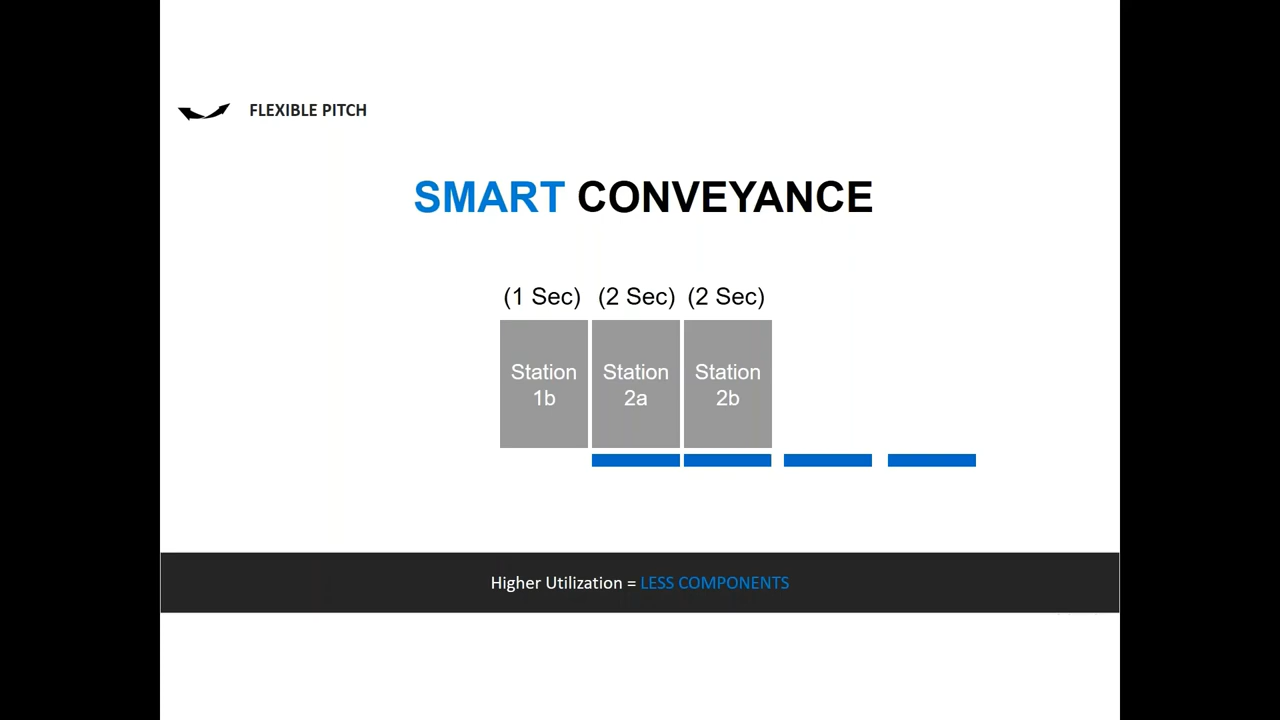 FLEXIBLE PITCH
SMART CONVEYANCE
(1 Sec) (2 Sec) (2 Sec)
Station Station Station
1b 2a 2b
Higher Utilization = LESS COMPONENTS